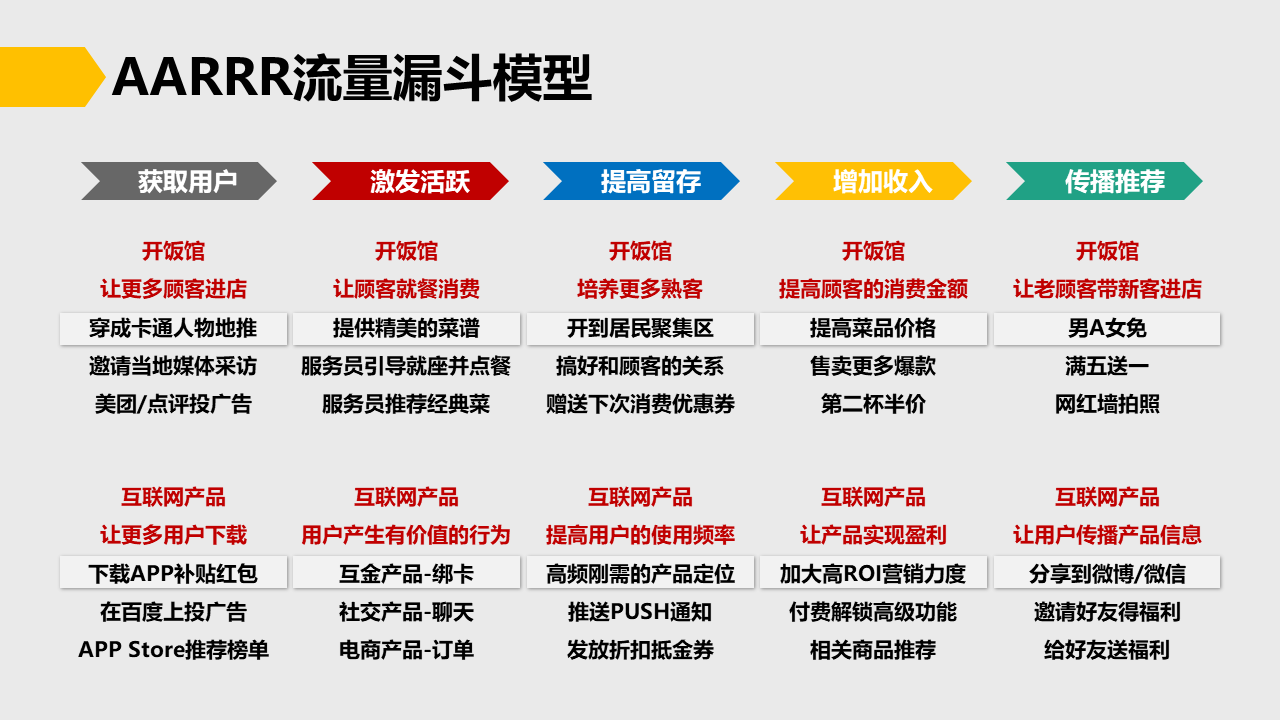 AARRR流量漏斗模型
获取用户
激发活跃
提高留存
增加收入
传播推荐
开饭馆
让更多顾客进店
穿成卡通人物地推
邀请当地媒体采访
美团/点评投广告
开饭馆
让顾客就餐消费
提供精美的菜谱
服务员引导就座并点餐
服务员推荐经典菜
开饭馆
培养更多熟客
开到居民聚集区
搞好和顾客的关系
赠送下次消费优惠券
开饭馆
提高顾客的消费金额
提高菜品价格
售卖更多爆款
第二杯半价
开饭馆
让老顾客带新客进店
男A女免
满五送一
网红墙拍照
互联网产品
让更多用户下载
下载APP补贴红包
在百度上投广告
APP Store推荐榜单
互联网产品
用户产生有价值的行为
互金产品-绑卡
社交产品-聊天
电商产品-订单
互联网产品
提高用户的使用频率
高频刚需的产品定位
推送PUSH通知
发放折扣抵金券
互联网产品
让产品实现盈利
加大高ROI营销力度
付费解锁高级功能
相关商品推荐
互联网产品
让用户传播产品信息
分享到微博/微信
邀请好友得福利
给好友送福利